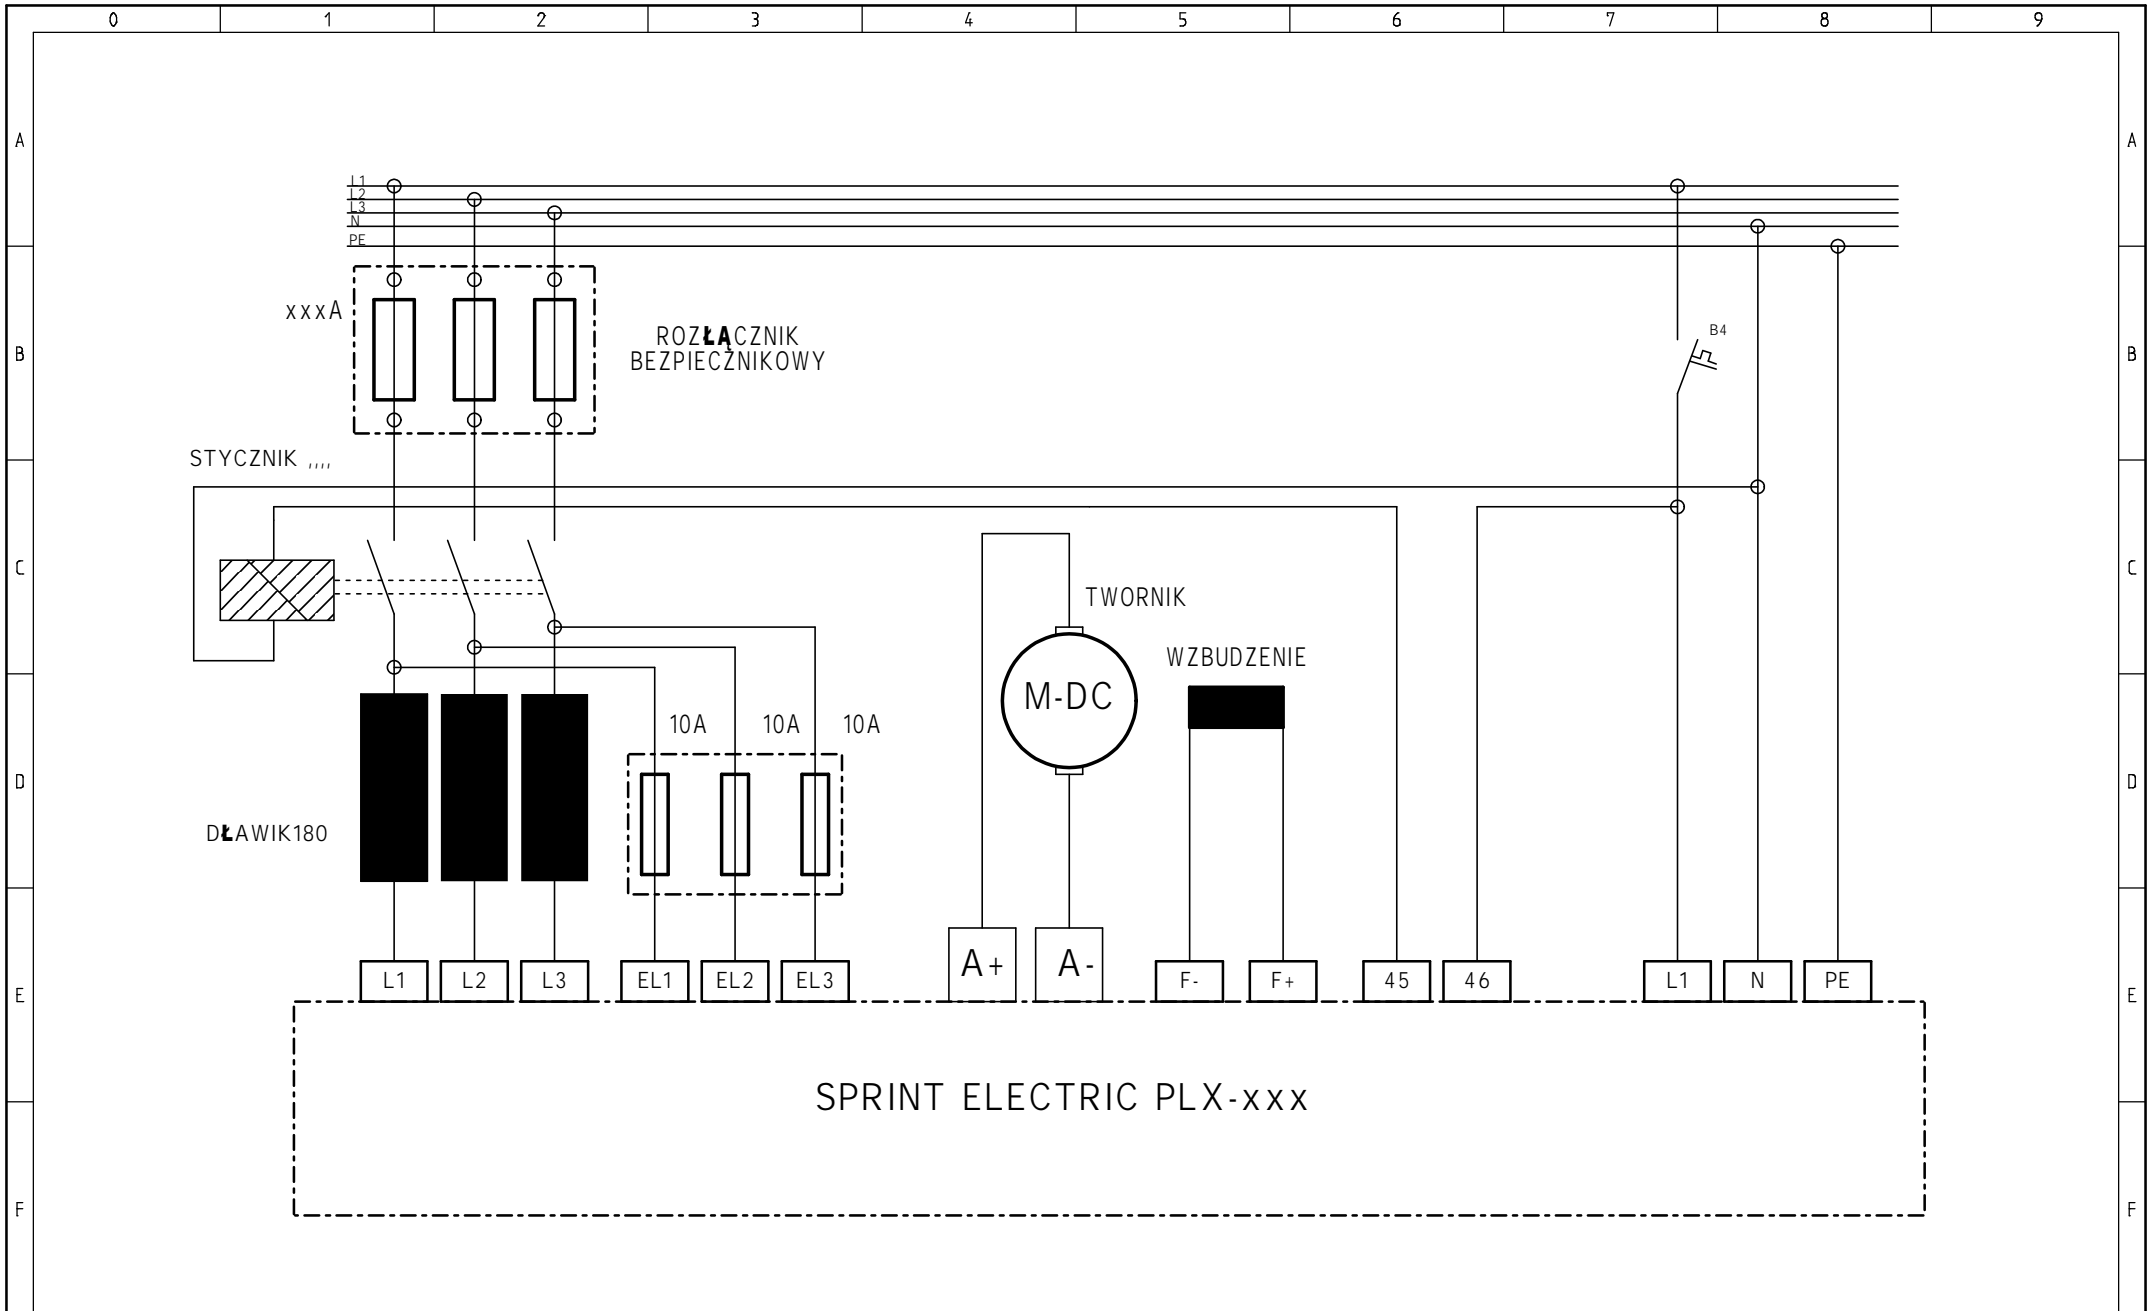 0 1 2 3 4 5 6 7 8 9
A A
L1
L2
L3
N
PE
xxxA
ROZŁĄCZNIK
BEZPIECZNIKOWY
B4
B B
STYCZNIK ,,,,
C C
TWORNIK
WZBUDZENIE
M-DC
10A 10A 10A
D D
DŁAWIK180
L1 L2 L3 EL1 EL2 EL3 A+ A- F- F+ 45 46 L1 N PE
E E
SPRINT ELECTRIC PLX-xxx
F F